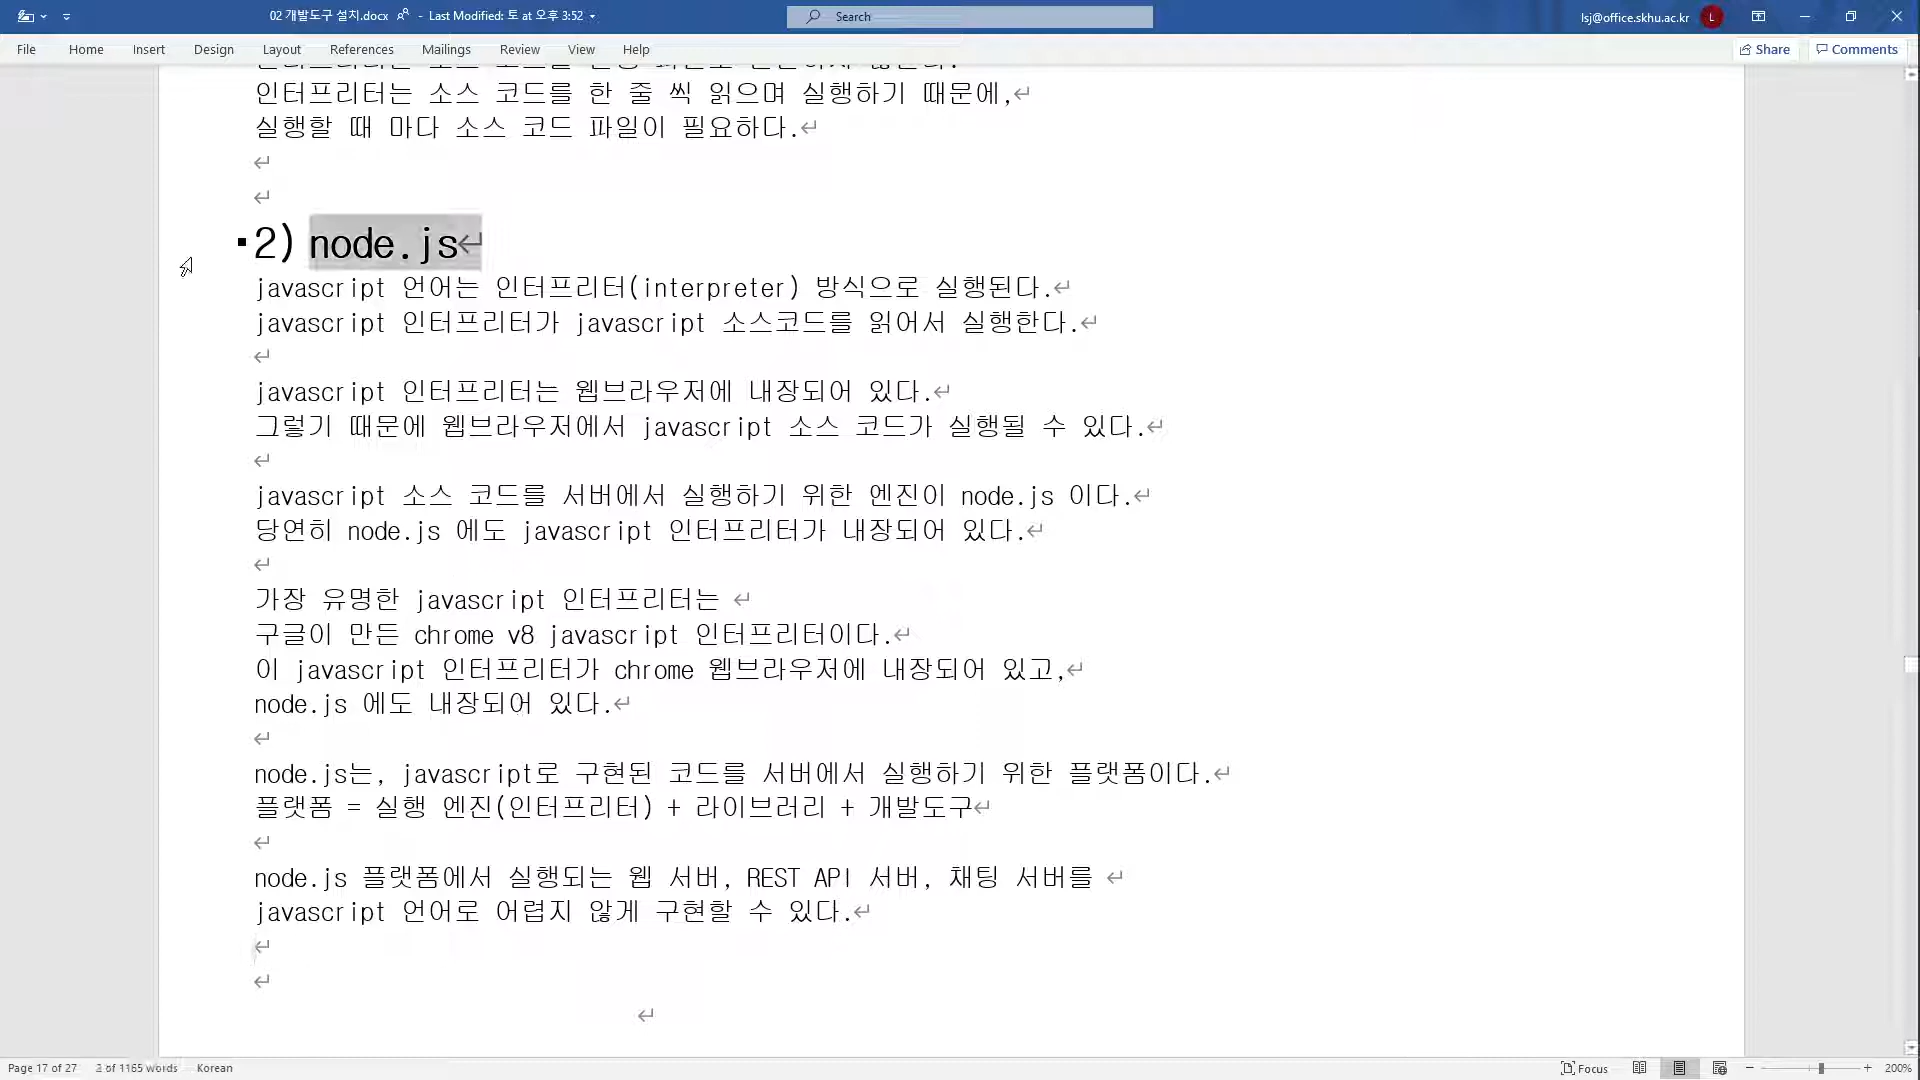 02 개발도구 설치.docx - Last Modified: 토 at 오후 3:52
Search
lsj@office.skhu.ac.kr
L
File Home Insert Design Layout References Mailings Review View Help
Share Comments
인터프리터는 소스 코드를 한 줄 씩 읽으며 실행하기 때문에,
실행할 때 마다 소스 코드 파일이 필요하다.
2) node.js
javascript 언어는 인터프리터(interpreter) 방식으로 실행된다.
javascript 인터프리터가 javascript 소스코드를 읽어서 실행한다.
javascript 인터프리터는 웹브라우저에 내장되어 있다.
그렇기 때문에 웹브라우저에서 javascript 소스 코드가 실행될 수 있다.
javascript 소스 코드를 서버에서 실행하기 위한 엔진이 node.js 이다.
당연히 node.js 에도 javascript 인터프리터가 내장되어 있다.
가장 유명한 javascript 인터프리터는
구글이 만든 chrome v8 javascript 인터프리터이다.
이 javascript 인터프리터가 chrome 웹브라우저에 내장되어 있고,
node.js 에도 내장되어 있다.
node.js는, javascript로 구현된 코드를 서버에서 실행하기 위한 플랫폼이다.
플랫폼 = 실행 엔진(인터프리터) + 라이브러리 + 개발도구
node.js 플랫폼에서 실행되는 웹 서버, REST API 서버, 채팅 서버를
javascript 언어로 어렵지 않게 구현할 수 있다.
Page 17 of 27 2 of 1165 words Korean
Focus
200%